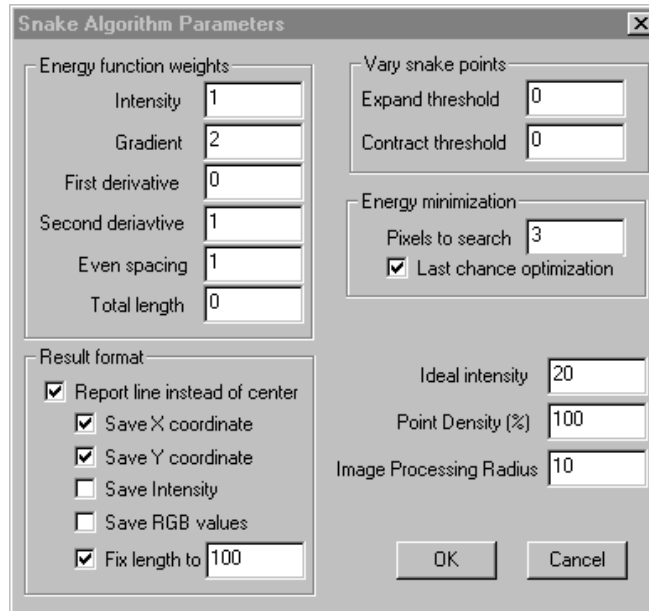 Snake Algorithm Parameters
Energy function weights
Intensity 1
Gradient 2
First derivative 0
Second deriavtive 1
Even spacing 1
Total length 0
Vary snake points
Expand threshold 0
Contract threshold 0
Energy minimization
Pixels to search 3
Last chance optimization
Result format
Report line instead of center
Save X coordinate
Save Y coordinate
Save Intensity
Save RGB values
Fix length to 100
Ideal intensity 20
Point Density (%) 100
Image Processing Radius 10
OK Cancel